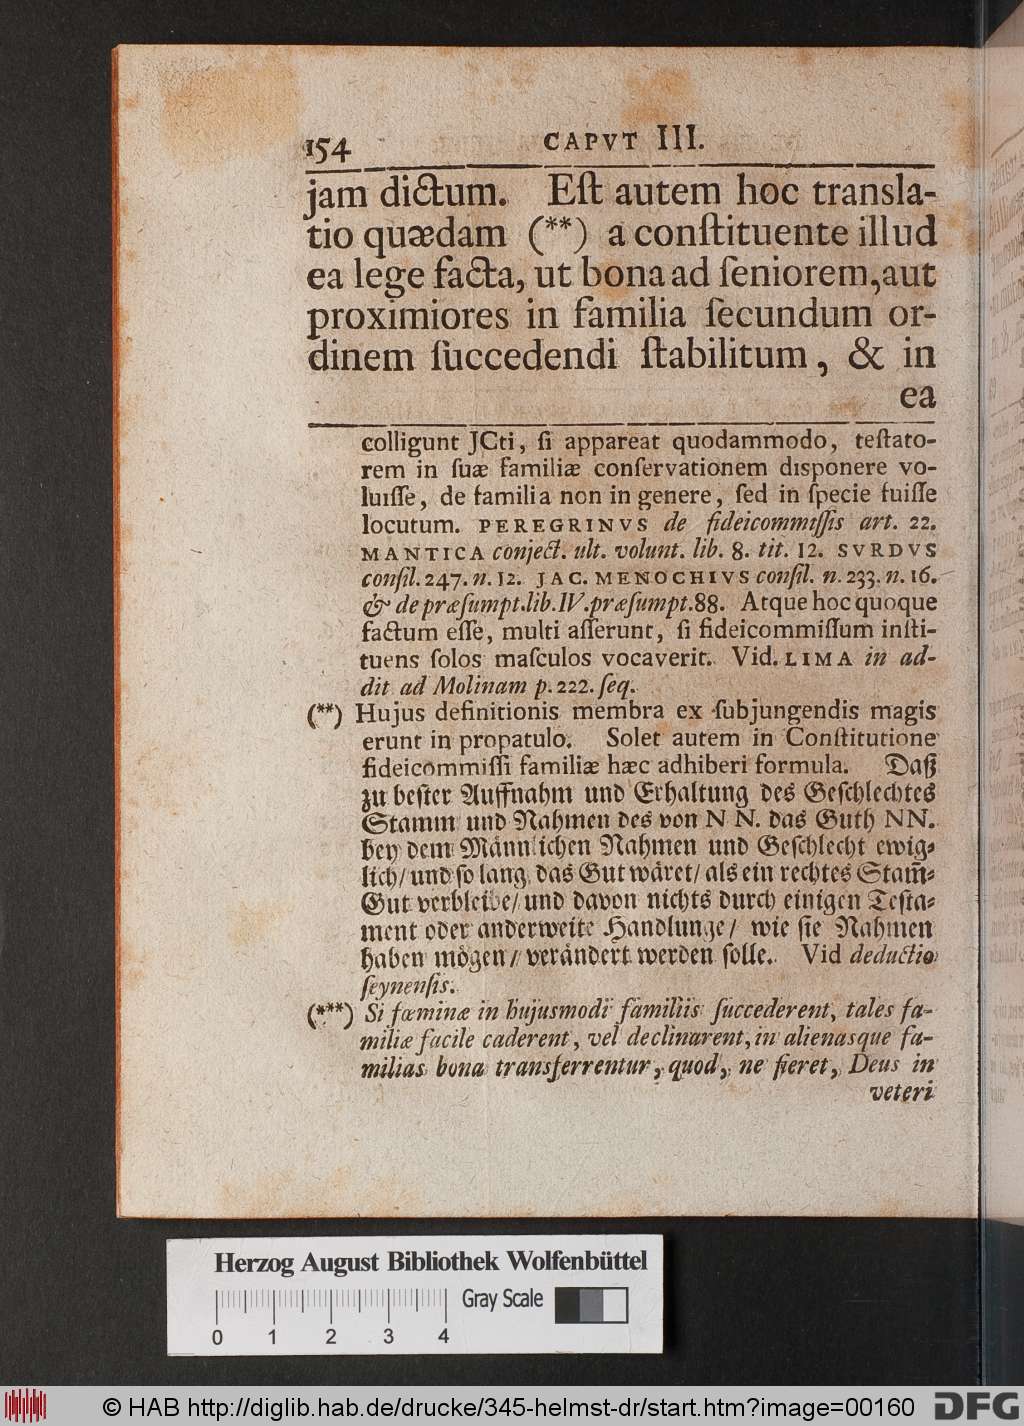 154 CAPVT III.
jam dictum. Eſt autem hoc transla-
tio quædam (**) a conſtituente illud
ea lege facta, ut bona ad ſeniorem, aut
proximiores in familia ſecundum or-
dinem ſuccedendi ſtabilitum, & in
ea
colligunt JCti, ſi appareat quodammodo, teſtato-
rem in ſuæ familiæ conſervationem disponere vo-
luiſſe, de familia non in genere, ſed in ſpecie fuiſſe
locutum. PEREGRINVS de fideicommiſſis art. 22.
MANTICA conject. ult. volunt. lib. 8. tit. 12. SVRDVS
conſil. 247. n. 12. JAC. MENOCHIVS conſil. n. 233. n. 16.
& de præſumpt. lib. IV. præſumpt. 88. Atque hoc quoque
factum eſſe, multi aſſerunt, ſi fideicommiſſum inſti-
tuens ſolos maſculos vocaverit. Vid. LIMA in ad-
dit ad Molinam p. 222. ſeq.
(**) Hujus definitionis membra ex ſubjungendis magis
erunt in propatulo. Solet autem in Conſtitutione
fideicommiſſi familiæ hæc adhiberi formula. Daß
zu beſter Auffnahm und Erhaltung des Geſchlechtes
Stamm und Nahmen des von N N. das Guth NN.
bey dem Männlichen Nahmen und Geſchlecht ewig-
lich/ und ſo lang das Gut wäret/ als ein rechtes Stam̄-
Gut verbleibe/ und davon nichts durch einigen Teſta-
ment oder anderweite Handlunge/ wie ſie Nahmen
haben mögen/ verändert werden ſolle. Vid deductio
ſeynenſis.
(***) Si fœminæ in hujusmodi familiis ſuccederent, tales fa-
miliæ facile caderent, vel declinarent, in alienasque fa-
milias bona transferrentur, quod, ne fieret, Deus in
veteri
Herzog August Bibliothek Wolfenbüttel
Gray Scale
0 1 2 3 4
© HAB http://diglib.hab.de/drucke/345-helmst-dr/start.htm?image=00160
DFG